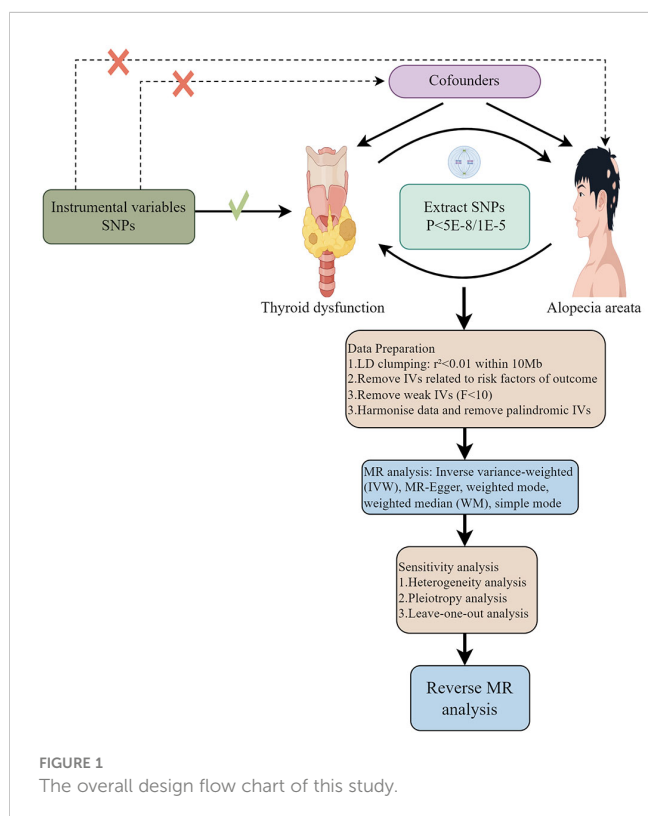 Cofounders
Instrumental variables
SNPs
Extract SNPs
P<5E-8/1E-5
Thyroid dysfunction
Alopecia areata
Data Preparation
1.LD clumping: r²<0.01 within 10Mb
2.Remove IVs related to risk factors of outcome
3.Remove weak IVs (F<10)
3.Harmonise data and remove palindromic IVs
MR analysis: Inverse variance-weighted
(IVW), MR-Egger, weighted mode,
weighted median (WM), simple mode
Sensitivity analysis
1.Heterogeneity analysis
2.Pleiotropy analysis
3.Leave-one-out analysis
Reverse MR
analysis
FIGURE 1
The overall design flow chart of this study.